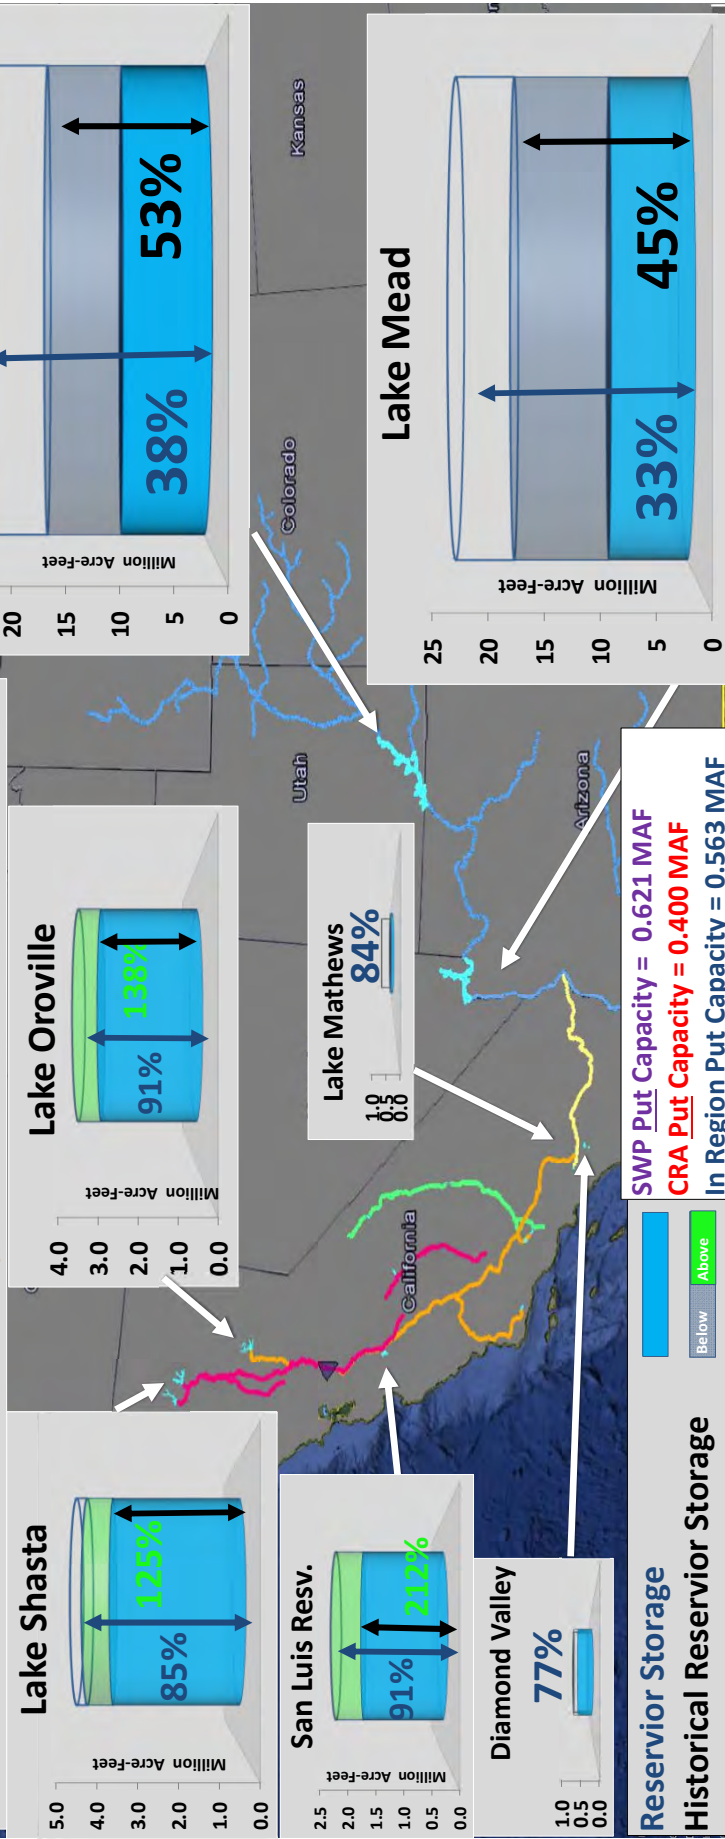 Lake Shasta
5.0
4.0
3.0
2.0
1.0
0.0
Million Acre-Feet
85%
125%
San Luis Resv.
2.5
2.0
1.5
1.0
0.5
0.0
Million Acre-Feet
91%
212%
Diamond Valley
1.0
0.5
0.0
77%
Reservior Storage
Historical Reservior Storage
Below
Above
Lake Oroville
4.0
3.0
2.0
1.0
0.0
Million Acre-Feet
91%
138%
Lake Mathews
1.0
0.5
0.0
84%
California
SWP Put Capacity = 0.621 MAF
CRA Put Capacity = 0.400 MAF
In Region Put Capacity = 0.563 MAF
Utah
Arizona
Colorado
Kansas
20
15
10
5
0
Million Acre-Feet
38%
53%
Lake Mead
25
20
15
10
5
0
Million Acre-Feet
33%
45%